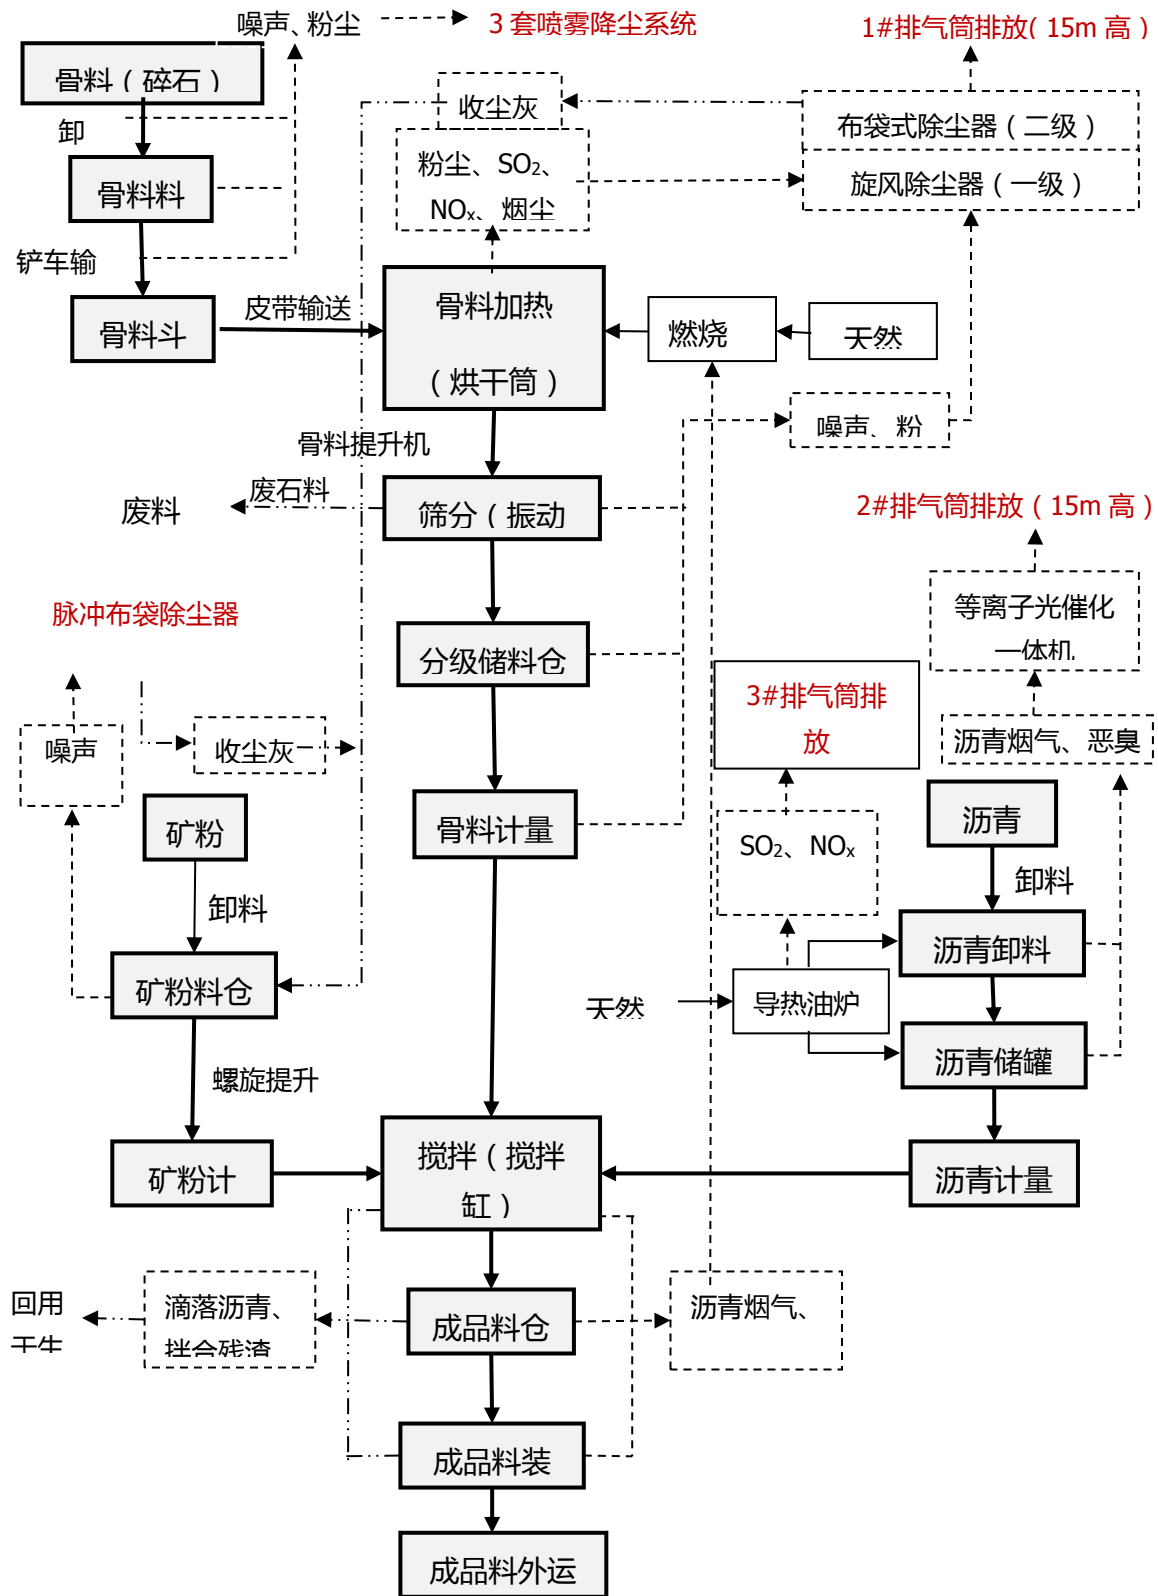 噪声、粉尘
3 套喷雾降尘系统
1#排气筒排放（15m 高）
骨料（碎石）
收尘灰
布袋式除尘器（二级）
卸
粉尘、SO₂、
NOₓ、烟尘
旋风除尘器（一级）
骨料料
铲车输
骨料斗
皮带输送
骨料加热
（烘干筒）
燃烧
天然
噪声、粉
骨料提升机
废料
废石料
筛分（振动
2#排气筒排放（15m 高）
等离子光催化
一体机
脉冲布袋除尘器
分级储料仓
3#排气筒排
放
噪声
收尘灰
沥青烟气、恶臭
矿粉
骨料计量
SO₂、NOₓ
沥青
卸料
卸料
沥青卸料
矿粉料仓
天然
导热油炉
沥青储罐
螺旋提升
矿粉计
搅拌（搅拌
缸）
沥青计量
回用
于生
滴落沥青、
拌合残渣
成品料仓
沥青烟气、
成品料装
成品料外运